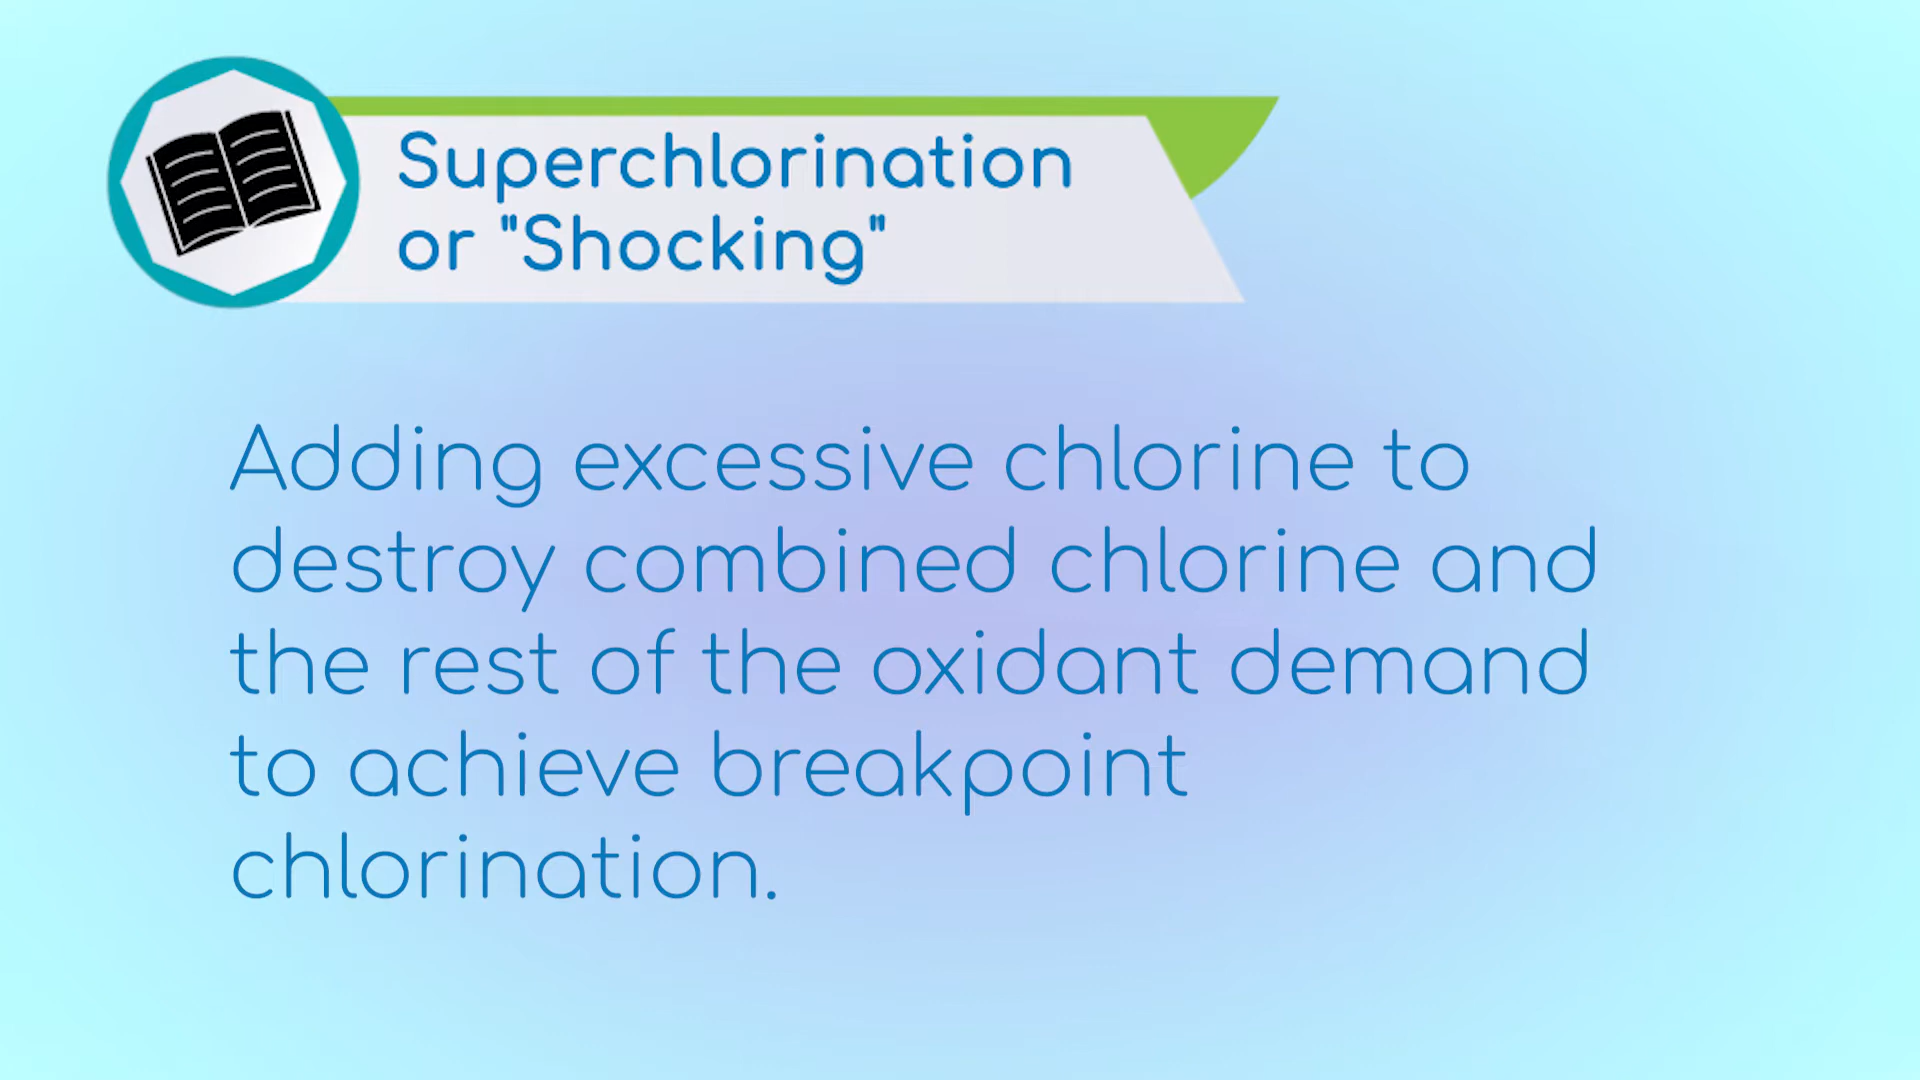 Superchlorination
or "Shocking"
Adding excessive chlorine to
destroy combined chlorine and
the rest of the oxidant demand
to achieve breakpoint
chlorination.